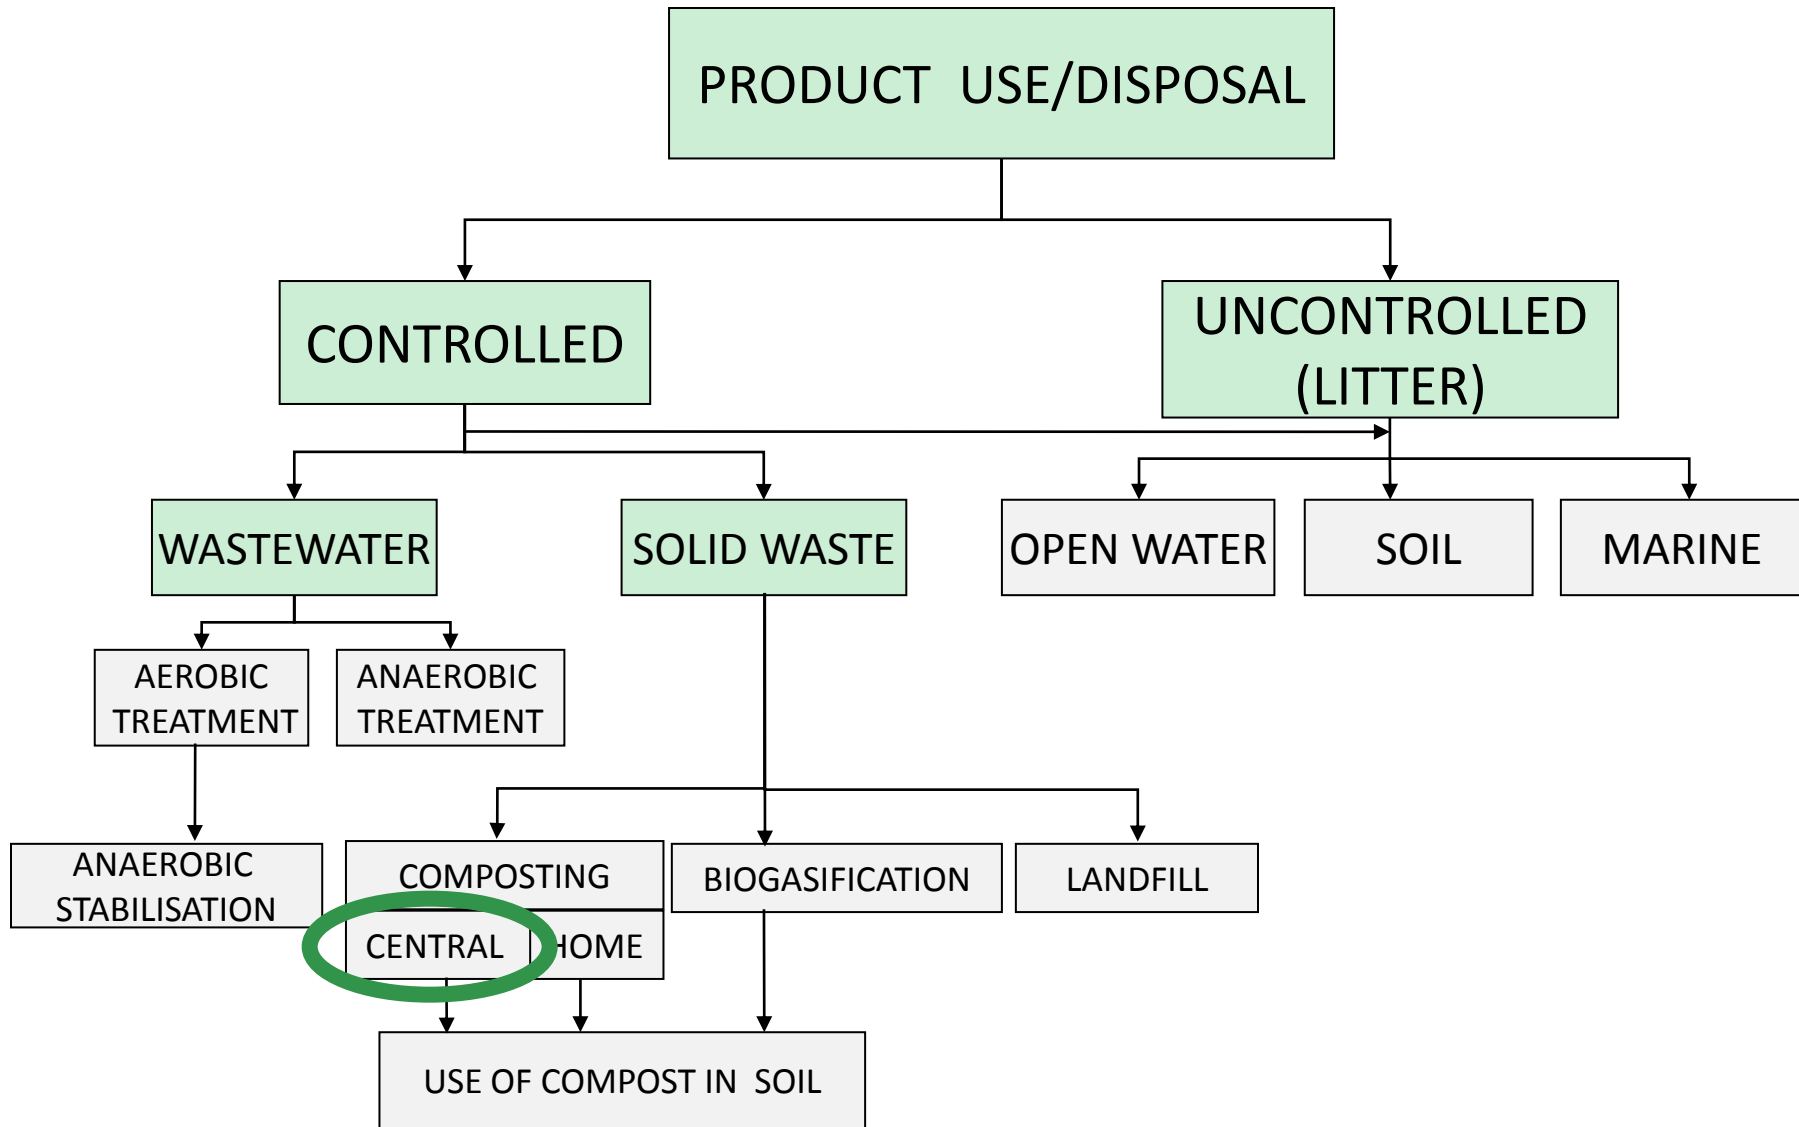 PRODUCT USE/DISPOSAL
CONTROLLED
UNCONTROLLED
(LITTER)
WASTEWATER
SOLID WASTE
OPEN WATER
SOIL
MARINE
AEROBIC
TREATMENT
ANAEROBIC
TREATMENT
ANAEROBIC
STABILISATION
COMPOSTING
BIOGASIFICATION
LANDFILL
CENTRAL
HOME
USE OF COMPOST IN SOIL